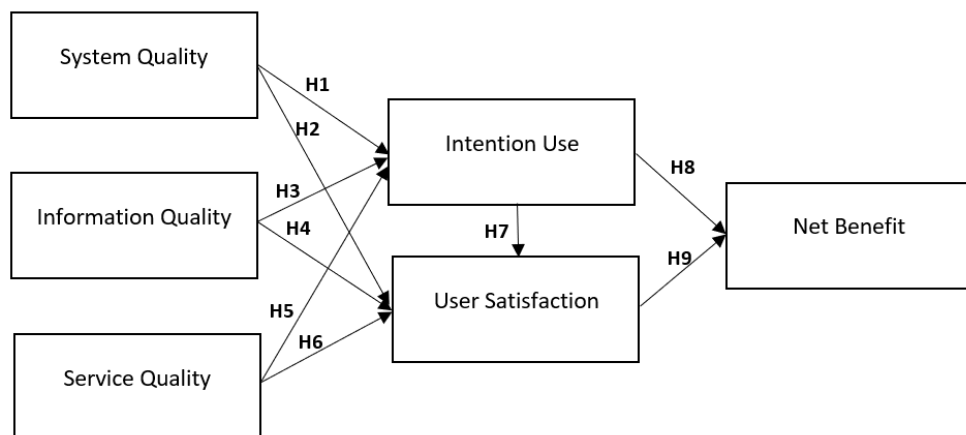 System Quality
H1
H2
Intention Use
H3
H8
Information Quality
H4
H7
Net Benefit
H9
User Satisfaction
H5
H6
Service Quality